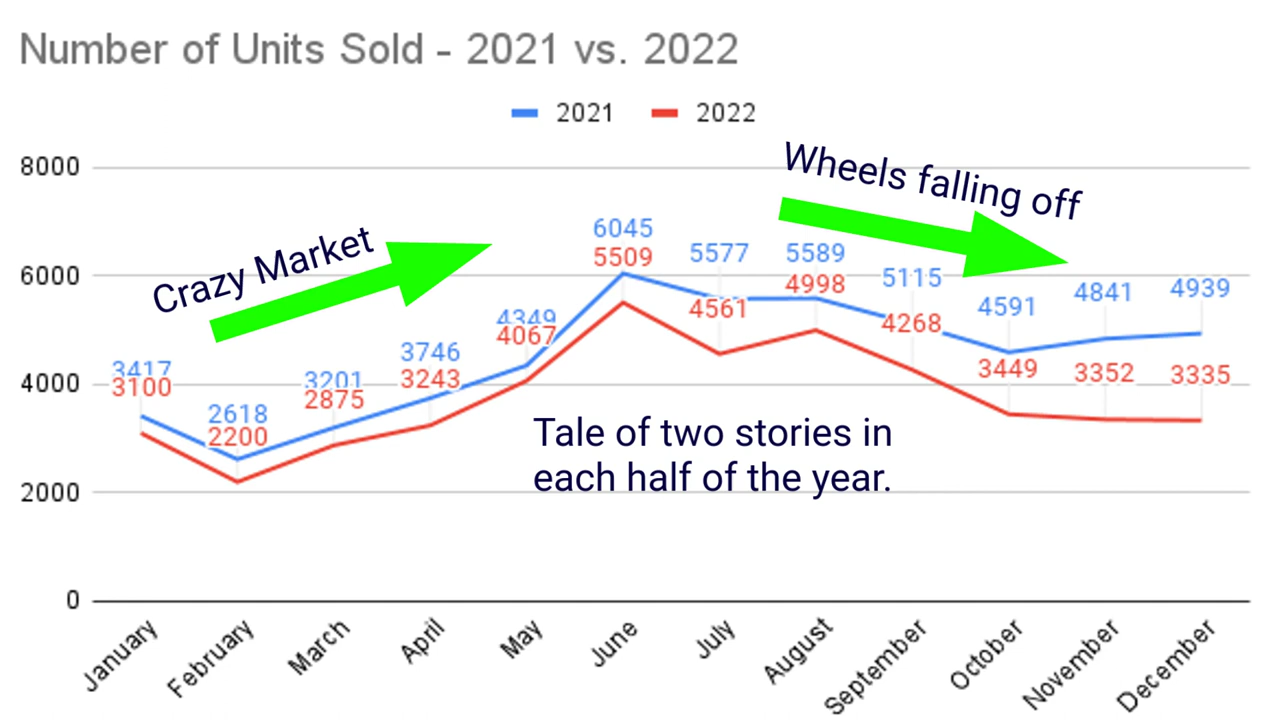 Number of Units Sold - 2021 vs. 2022
2021 2022
Wheels falling off
Crazy Market
8000
6000
4000
2000
0
3417
3100
2618
2200
3201
2875
3746
3243
4349
4067
6045
5509
5577
4561
5589
4998
5115
4268
4591
3449
4841
3352
4939
3335
Tale of two stories in
each half of the year.
January
February
March
April
May
June
July
August
September
October
November
December